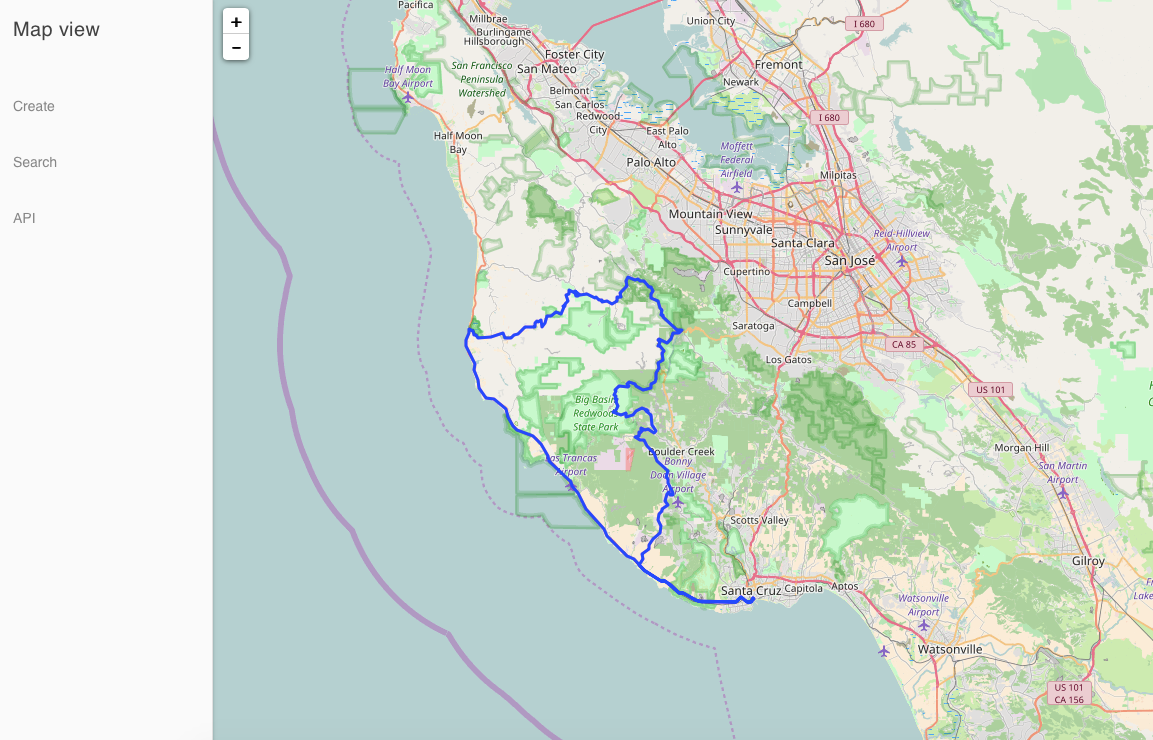 Map view
Create
Search
API
+
-
Pacifica
Millbrae
Burlingame
Hillsborough
Foster City
San Mateo
Half Moon
Bay Airport
San Francisco
Peninsula
Watershed
Belmont
San Carlos
Redwood
City
Half Moon
Bay
East Palo
Alto
Palo Alto
Union City
I 680
Fremont
Newark
I 680
Moffett
Federal
Airfield
Milpitas
Mountain View
Sunnyvale
Santa Clara
Reid-Hillview
Airport
San José
Cupertino
Campbell
Saratoga
CA 85
Los Gatos
US 101
Big Basin
Redwoods
State Park
Boulder Creek
Bonny
Doon Village
Airport
as Trancas
Airport
Morgan Hill
San Martin
Airport
Scotts Valley
Gilroy
Santa Cruz
Capitola
Aptos
Watsonville
Airport
Watsonville
US 101
CA 156
Lake